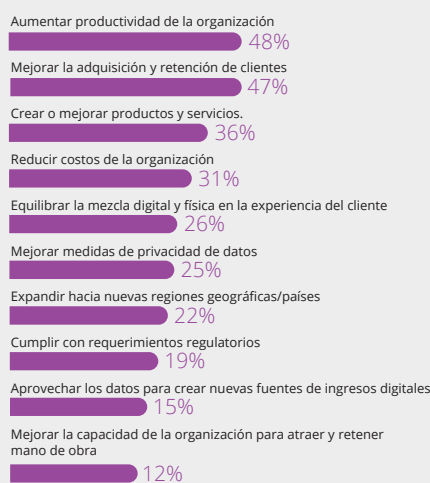 Aumentar productividad de la organización
48%
Mejorar la adquisición y retención de clientes
47%
Crear o mejorar productos y servicios.
36%
Reducir costos de la organización
31%
Equilibrar la mezcla digital y física en la experiencia del cliente
26%
Mejorar medidas de privacidad de datos
25%
Expandir hacia nuevas regiones geográficas/países
22%
Cumplir con requerimientos regulatorios
19%
Aprovechar los datos para crear nuevas fuentes de ingresos digitales
15%
Mejorar la capacidad de la organización para atraer y retener
mano de obra
12%